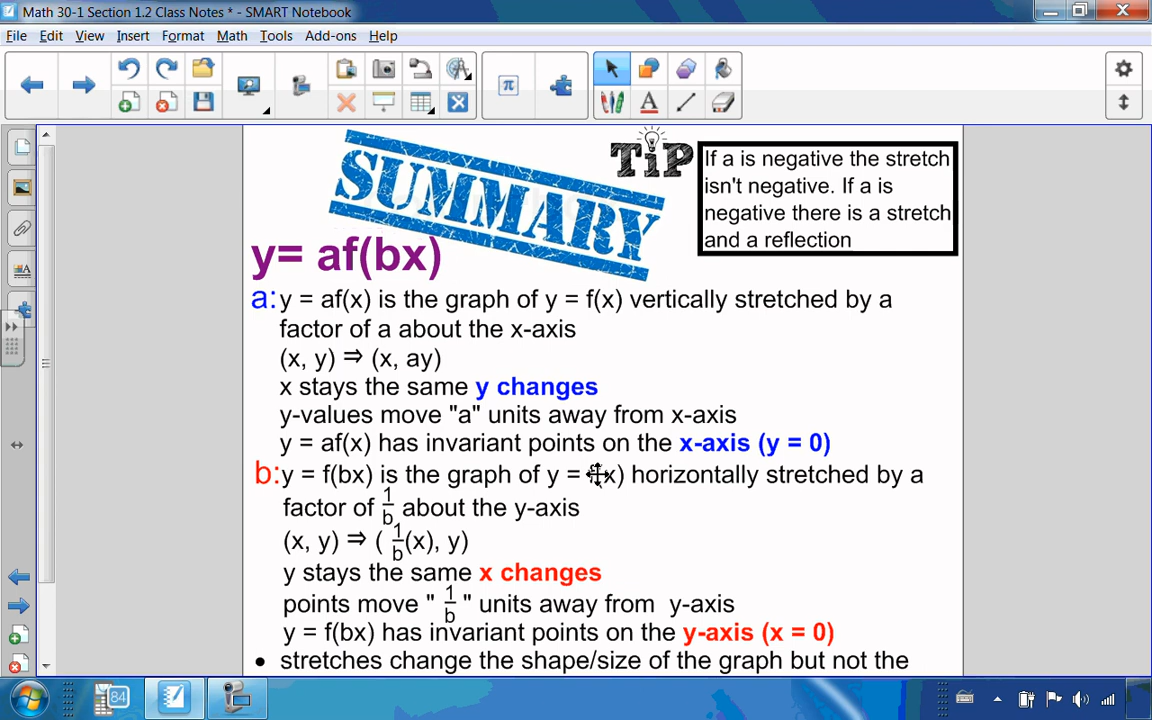 Math 30-1 Section 1.2 Class Notes * - SMART Notebook
File Edit View Insert Format Math Tools Add-ons Help
π
A
SUMMARY
TiP
If a is negative the stretch
isn't negative. If a is
negative there is a stretch
and a reflection
y= af(bx)
a: y = af(x) is the graph of y = f(x) vertically stretched by a
factor of a about the x-axis
(x, y) ⇒ (x, ay)
x stays the same y changes
y-values move "a" units away from x-axis
y = af(x) has invariant points on the x-axis (y = 0)
b: y = f(bx) is the graph of y = f(x) horizontally stretched by a
factor of 1/b about the y-axis
(x, y) ⇒ ( 1/b(x), y)
y stays the same x changes
points move " 1/b " units away from y-axis
y = f(bx) has invariant points on the y-axis (x = 0)
• stretches change the shape/size of the graph but not the
84